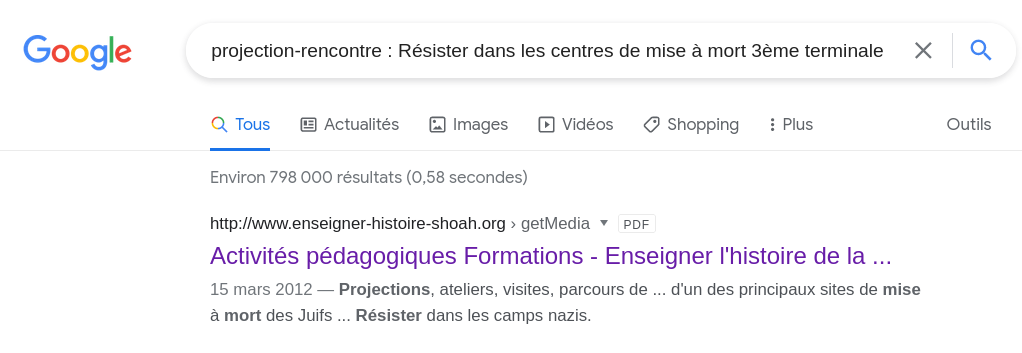 Google
projection-rencontre : Résister dans les centres de mise à mort 3ème terminale
Tous Actualités Images Vidéos Shopping Plus Outils
Environ 798 000 résultats (0,58 secondes)
http://www.enseigner-histoire-shoah.org › getMedia PDF
Activités pédagogiques Formations - Enseigner l'histoire de la ...
15 mars 2012 — Projections, ateliers, visites, parcours de ... d'un des principaux sites de mise
à mort des Juifs ... Résister dans les camps nazis.